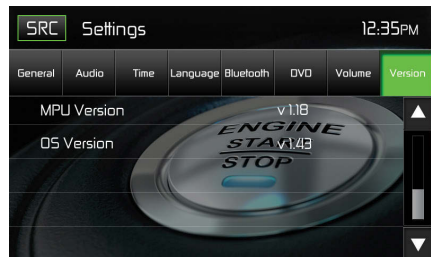 SRC Settings 12:35PM
General Audio Time Language Bluetooth DVD Volume Version
MPU Version v 1.18
OS Version v 1.43
ENGINE
START
STOP